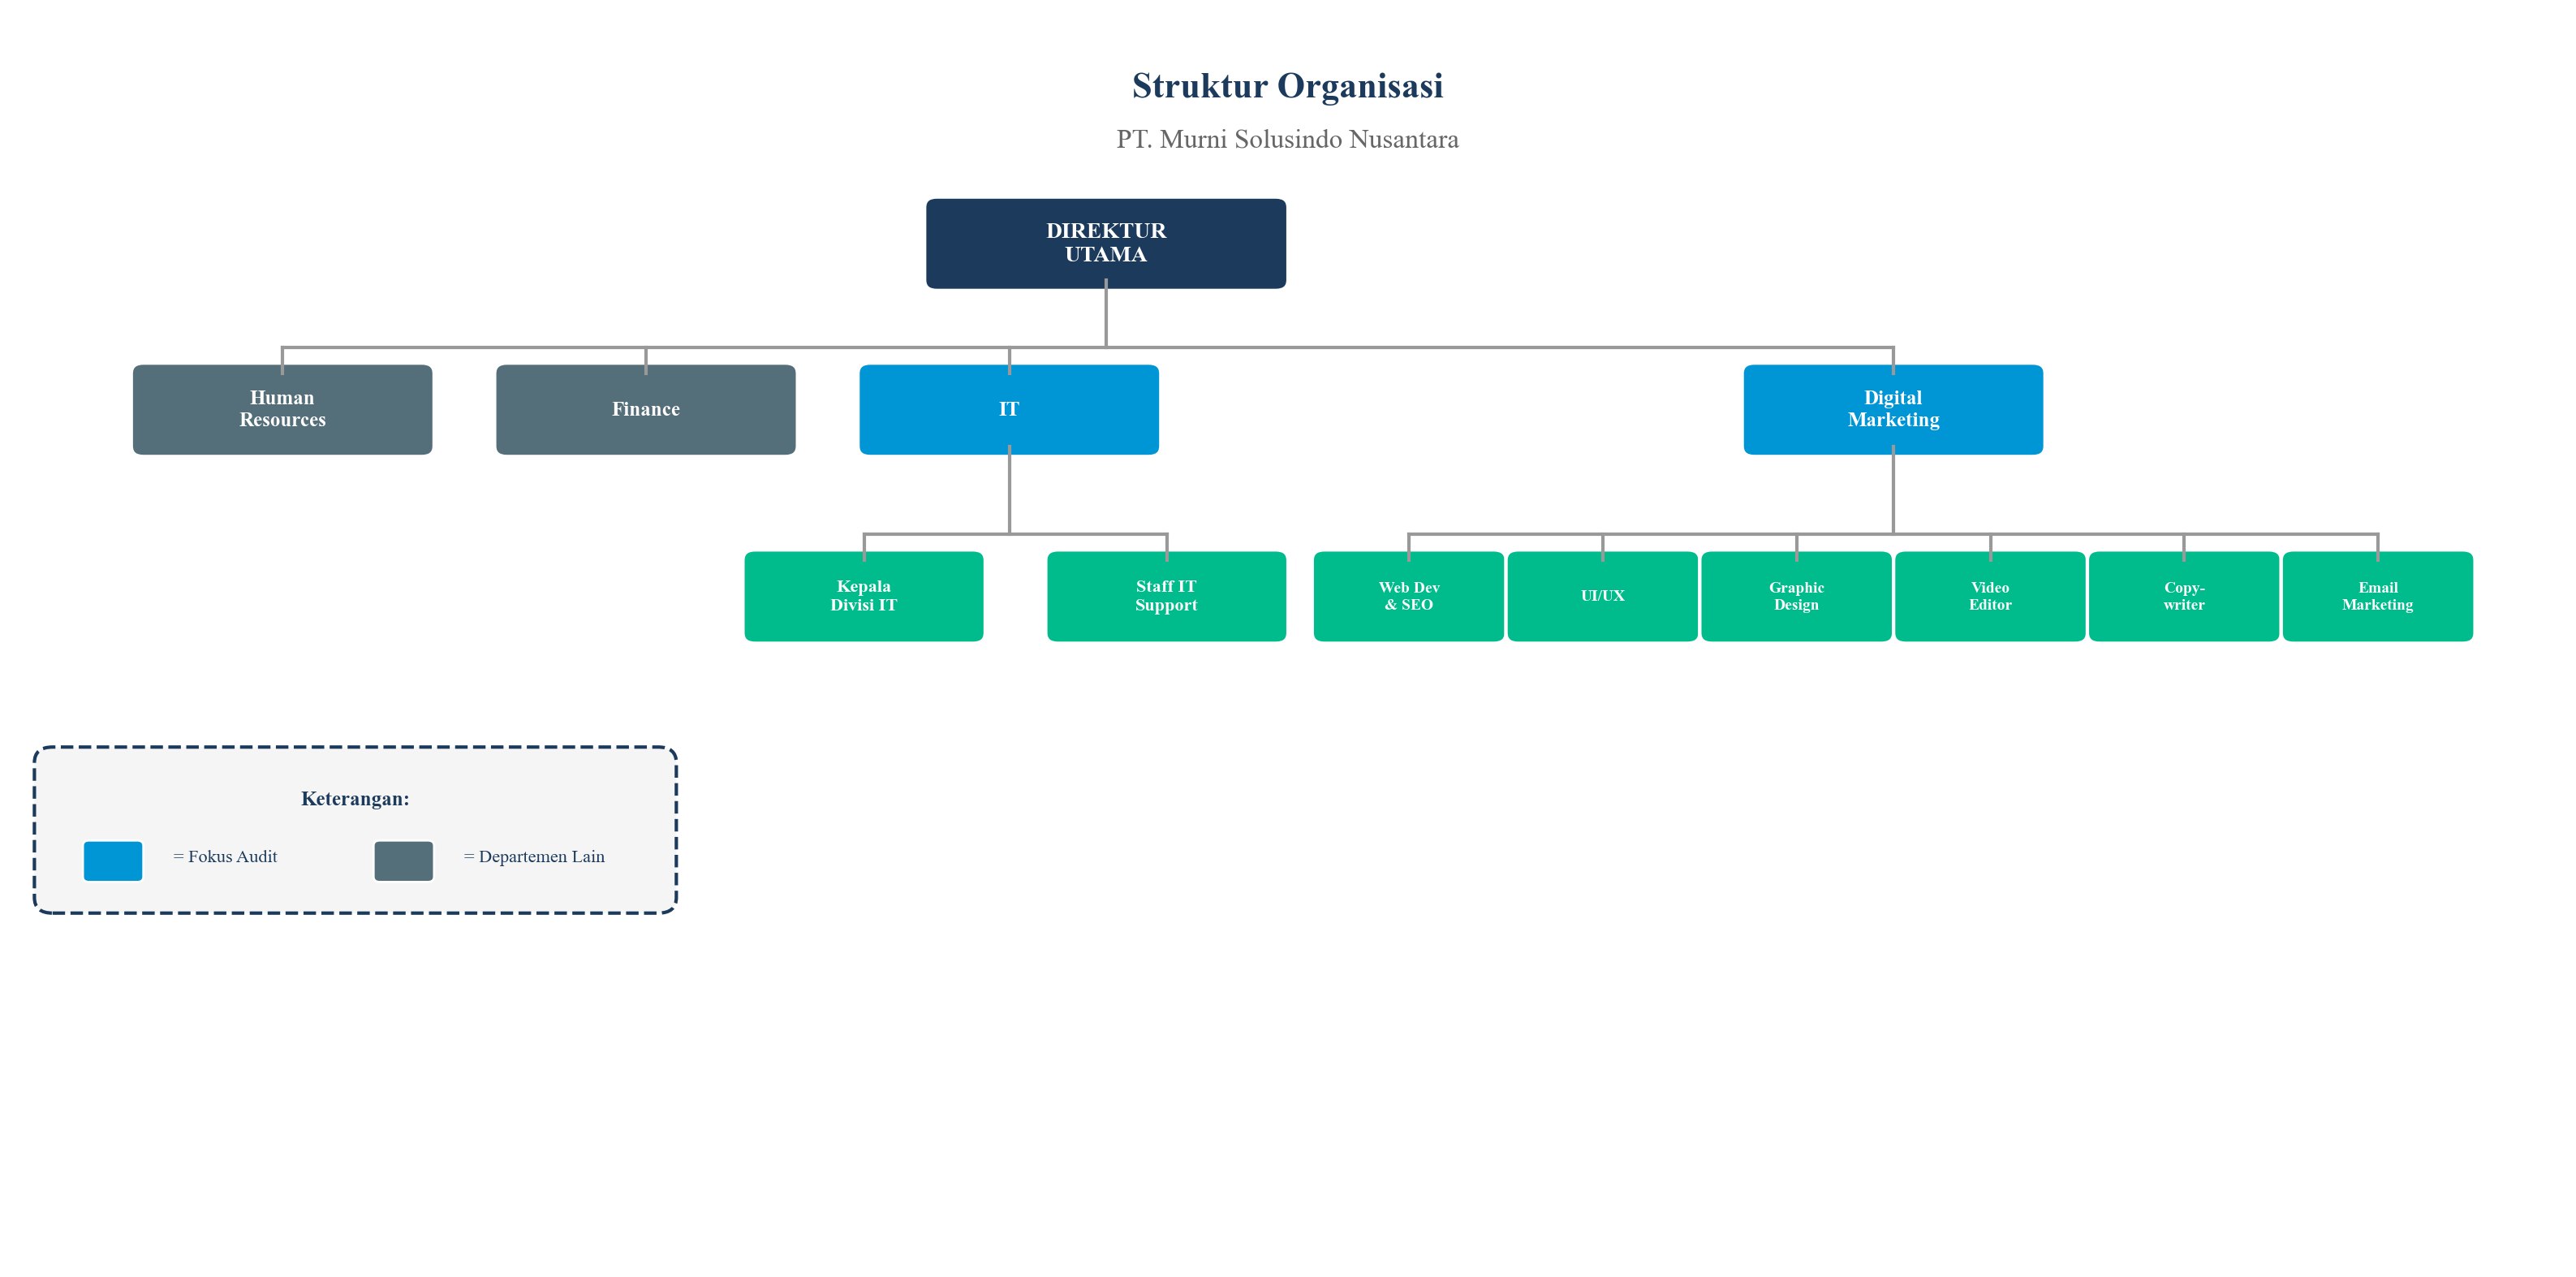 Struktur Organisasi
PT. Murni Solusindo Nusantara
DIREKTUR
UTAMA
Human
Resources
Finance
IT
Digital
Marketing
Kepala
Divisi IT
Staff IT
Support
Web Dev
& SEO
UI/UX
Graphic
Design
Video
Editor
Copy-
writer
Email
Marketing
Keterangan:
= Fokus Audit
= Departemen Lain